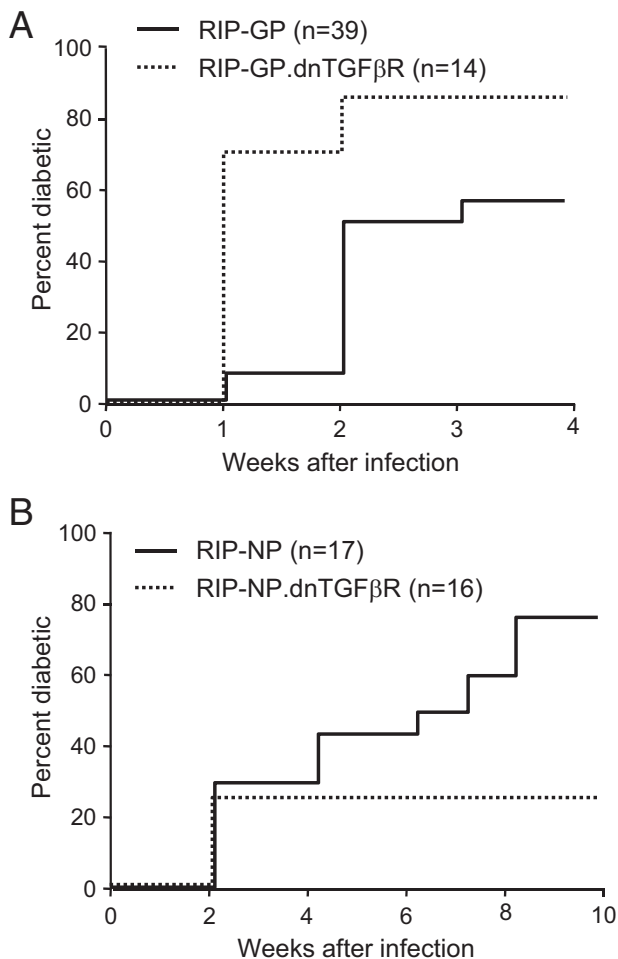 A
RIP-GP (n=39)
RIP-GP.dnTGFβR (n=14)
Percent diabetic
100
80
60
40
20
0
0 1 2 3 4
Weeks after infection
B
RIP-NP (n=17)
RIP-NP.dnTGFβR (n=16)
Percent diabetic
100
80
60
40
20
0
0 2 4 6 8 10
Weeks after infection